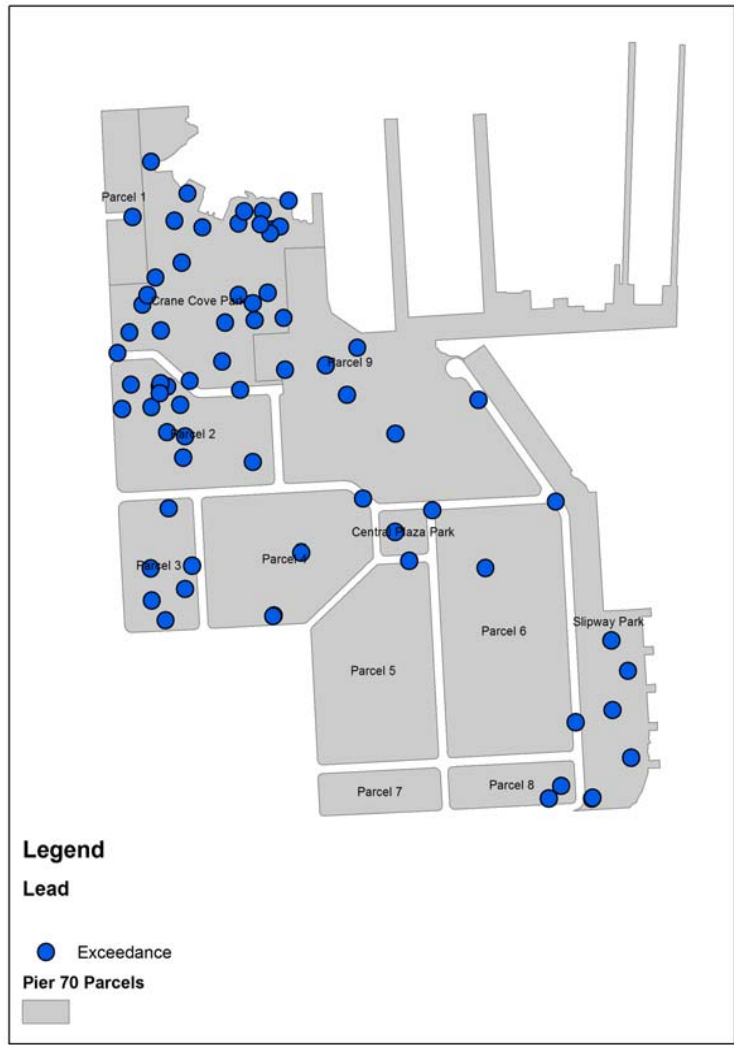 Parcel 1
Crane Cove Park
Parcel 9
Parcel 2
Central Plaza Park
Parcel 3
Parcel 4
Slipway Park
Parcel 6
Parcel 5
Parcel 8
Parcel 7
Legend
Lead
Exceedance
Pier 70 Parcels